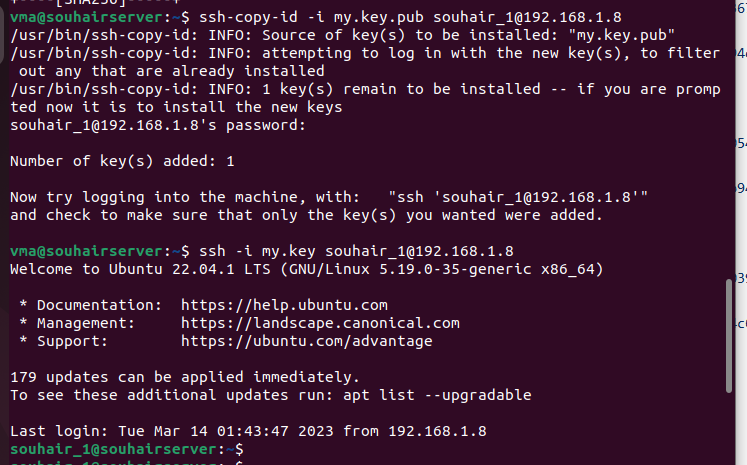 +----[SHA256]-----+
vma@souhairserver:~$ ssh-copy-id -i my.key.pub souhair_1@192.168.1.8
/usr/bin/ssh-copy-id: INFO: Source of key(s) to be installed: "my.key.pub"
/usr/bin/ssh-copy-id: INFO: attempting to log in with the new key(s), to filter
 out any that are already installed
/usr/bin/ssh-copy-id: INFO: 1 key(s) remain to be installed -- if you are promp
ted now it is to install the new keys
souhair_1@192.168.1.8's password:
Number of key(s) added: 1
Now try logging into the machine, with:   "ssh 'souhair_1@192.168.1.8'"
and check to make sure that only the key(s) you wanted were added.
vma@souhairserver:~$ ssh -i my.key souhair_1@192.168.1.8
Welcome to Ubuntu 22.04.1 LTS (GNU/Linux 5.19.0-35-generic x86_64)
 * Documentation:  https://help.ubuntu.com
 * Management:     https://landscape.canonical.com
 * Support:        https://ubuntu.com/advantage
179 updates can be applied immediately.
To see these additional updates run: apt list --upgradable
Last login: Tue Mar 14 01:43:47 2023 from 192.168.1.8
souhair_1@souhairserver:~$
souhair_1@souhairserver:~$